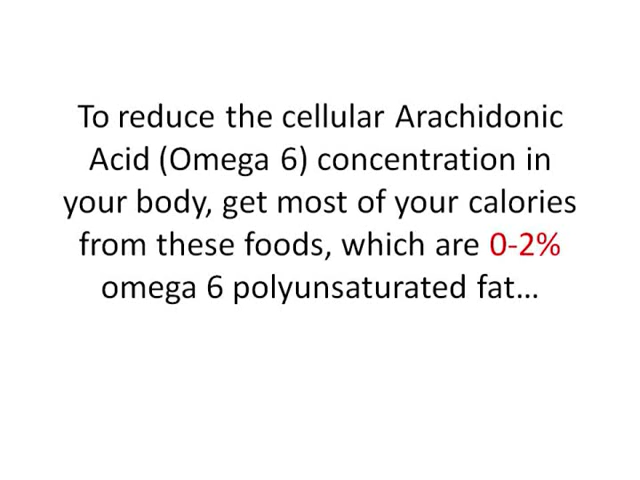 To reduce the cellular Arachidonic
Acid (Omega 6) concentration in
your body, get most of your calories
from these foods, which are 0-2%
omega 6 polyunsaturated fat…